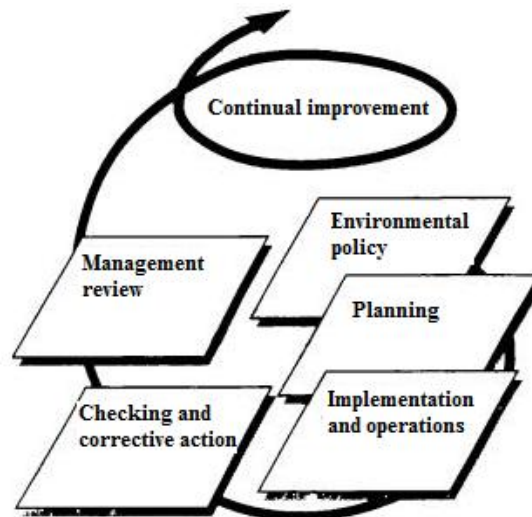 Continual improvement
Environmental
policy
Planning
Implementation
and operations
Checking and
corrective action
Management
review